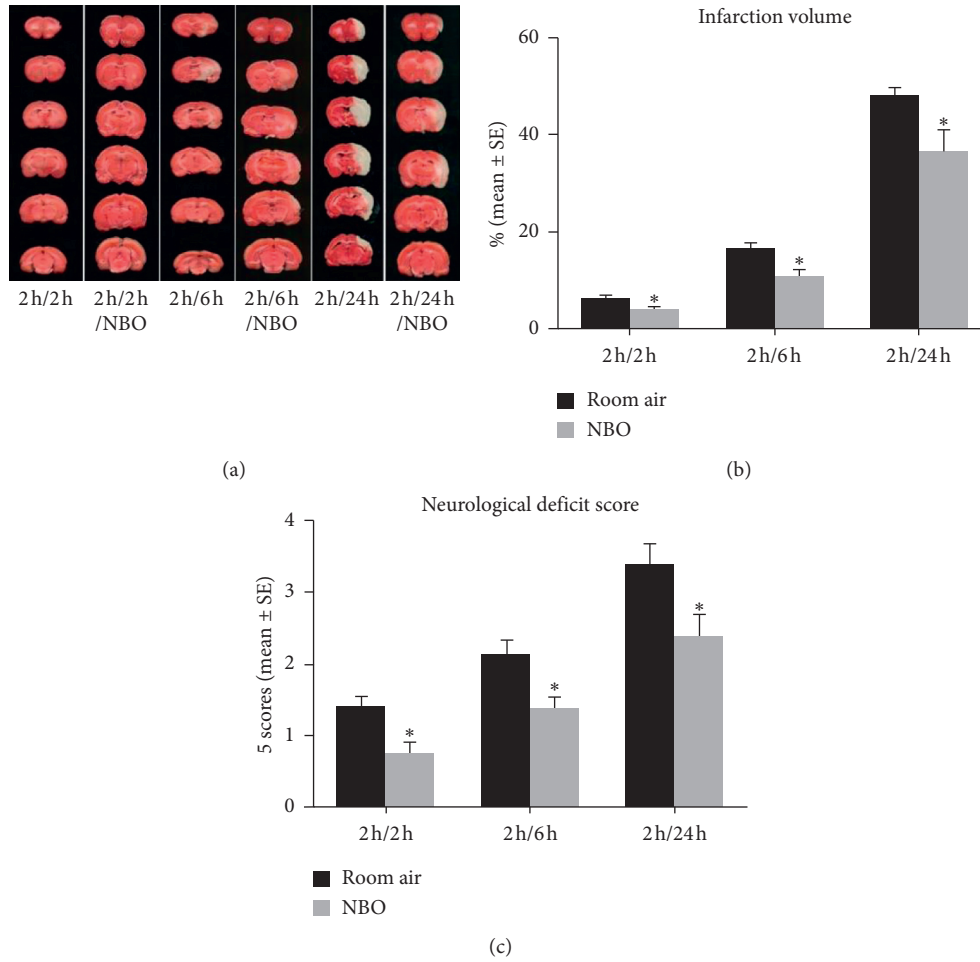 2h/2h
2h/2h
/NBO
2h/6h
2h/6h
/NBO
2h/24h
2h/24h
/NBO
(a)
Infarction volume
% (mean ± SE)
60
40
20
0
*
*
*
2h/2h
2h/6h
2h/24h
Room air
NBO
(b)
Neurological deficit score
5 scores (mean ± SE)
4
3
2
1
0
*
*
*
2h/2h
2h/6h
2h/24h
Room air
NBO
(c)